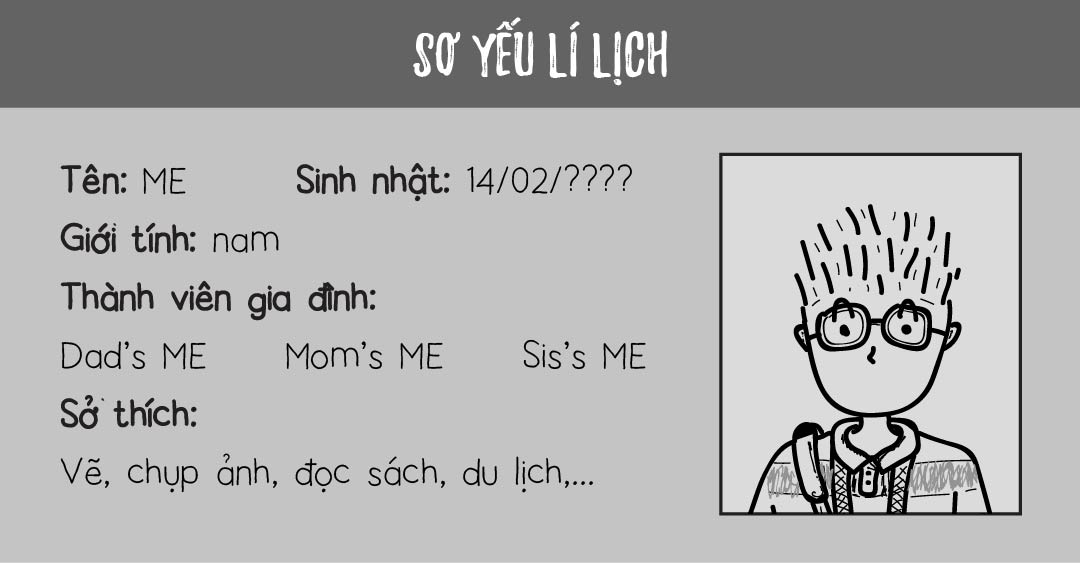 SƠ YẾU LÍ LỊCH
Tên: ME Sinh nhật: 14/02/????
Giới tính: nam
Thành viên gia đình:
Dad's ME Mom's ME Sis's ME
Sở thích:
Vẽ, chụp ảnh, đọc sách, du lịch,...